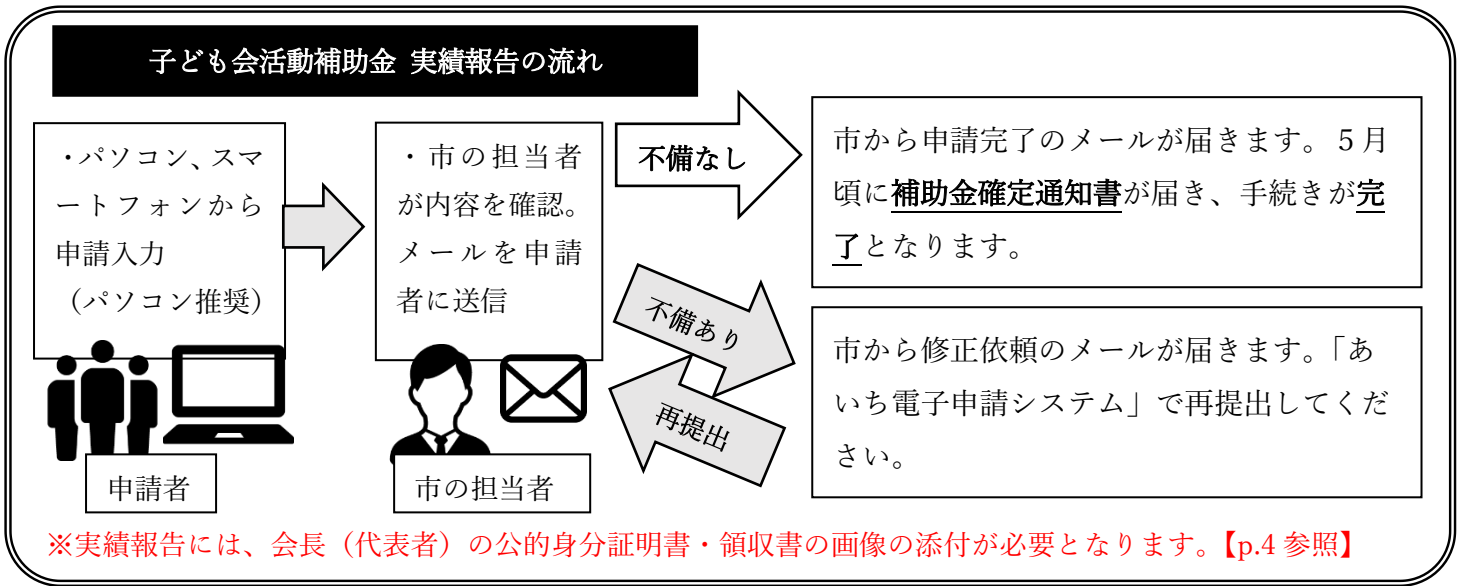 子ども会活動補助金 実績報告の流れ
・パソコン、スマ
ートフォンから
申請入力
（パソコン推奨）
申請者
・市の担当者
が内容を確認。
メールを申請
者に送信
市の担当者
不備なし
市から申請完了のメールが届きます。５月
頃に補助金確定通知書が届き、手続きが完
了となります。
不備あり
再提出
市から修正依頼のメールが届きます。「あ
いち電子申請システム」で再提出してくだ
さい。
※実績報告には、会長（代表者）の公的身分証明書・領収書の画像の添付が必要となります。【p.4 参照】